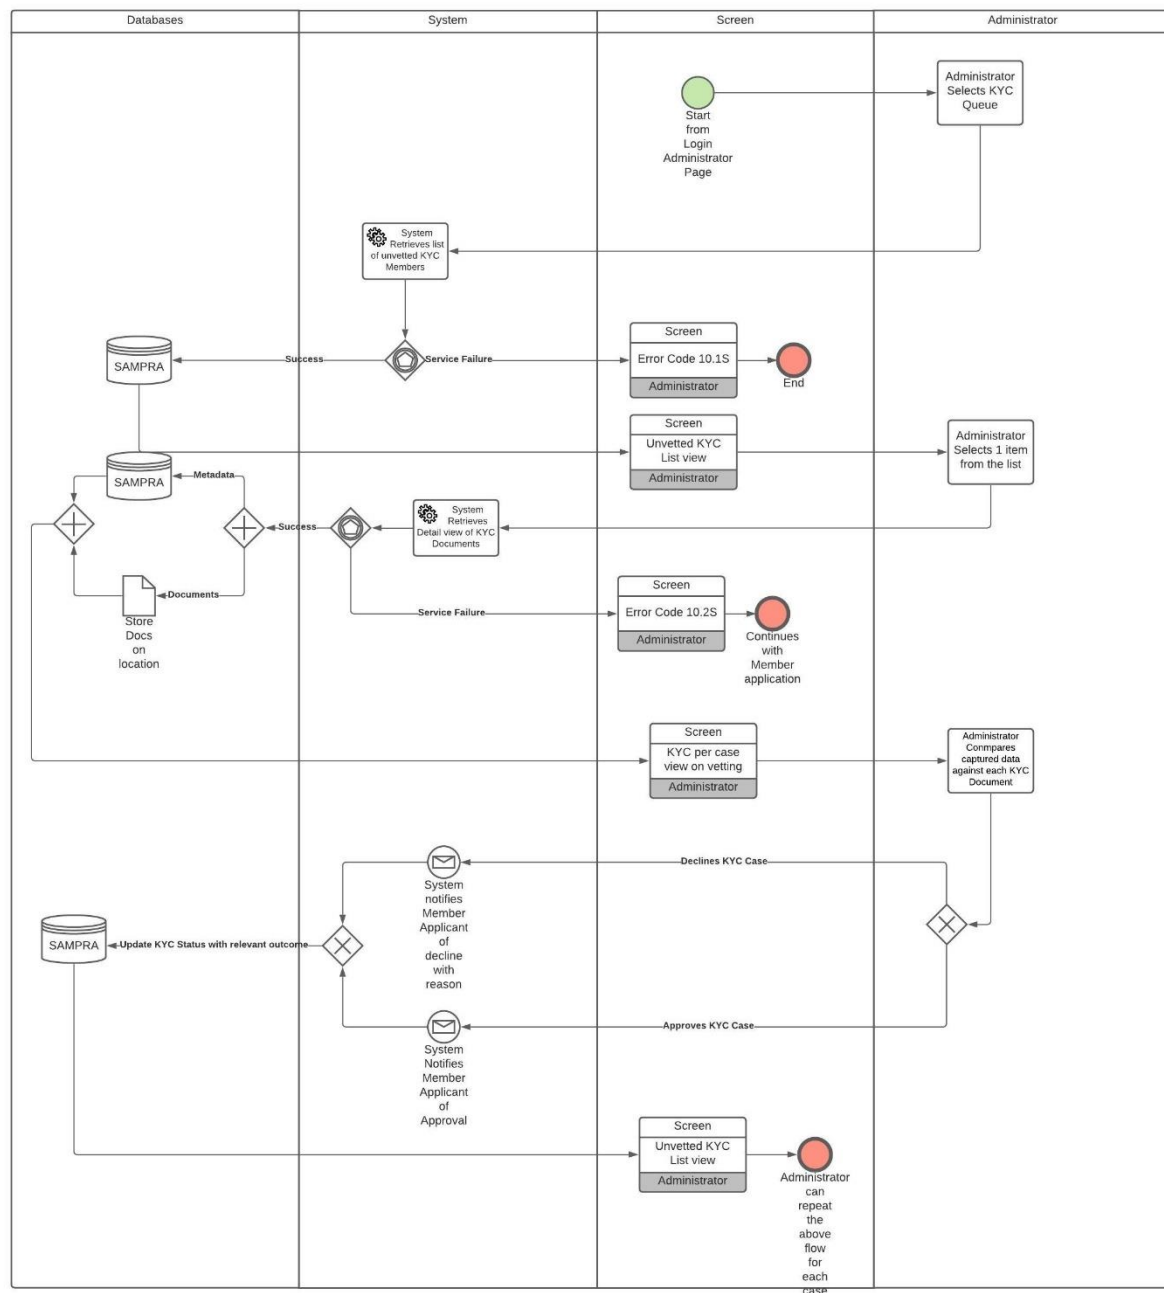 Databases
System
Screen
Administrator
Start
from
Login
Administrator
Page
Administrator
Selects KYC
Queue
System
Retrieves list
of unvetted KYC
Members
SAMPRA
Success
Service Failure
Screen
Error Code 10.1S
Administrator
End
Screen
Unvetted KYC
List view
Administrator
Administrator
Selects 1 item
from the list
SAMPRA
Metadata
Success
System
Retrieves
Detail view of KYC
Documents
Documents
Store
Docs
on
location
Service Failure
Screen
Error Code 10.2S
Administrator
Continues
with
Member
application
Screen
KYC per case
view on vetting
Administrator
Administrator
Conmpares
captured data
against each KYC
Document
Declines KYC Case
System
notifies
Member
Applicant
of
decline
with
reason
SAMPRA
Update KYC Status with relevant outcome
Approves KYC Case
System
Notifies
Member
Applicant
of
Approval
Screen
Unvetted KYC
List view
Administrator
Administrator
can
repeat
the
above
flow
for
each
case